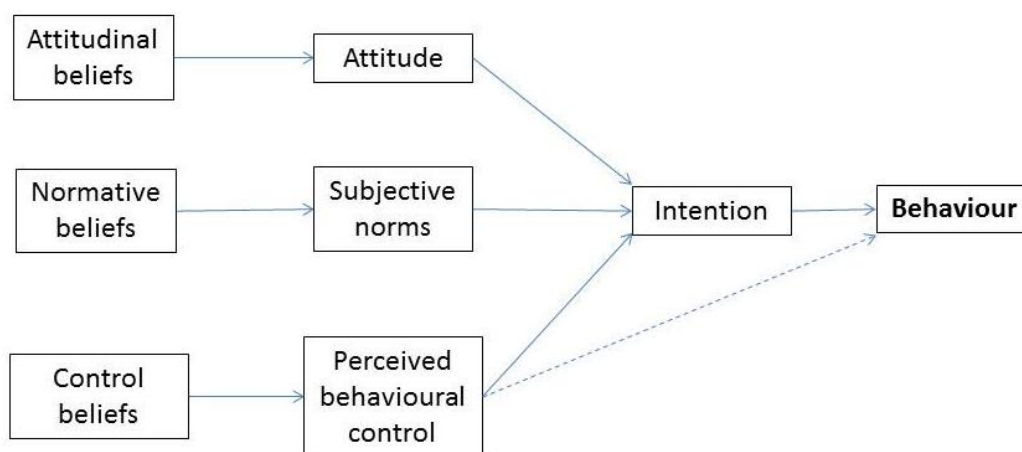 Attitudinal
beliefs
Attitude
Normative
beliefs
Subjective
norms
Intention
Behaviour
Control
beliefs
Perceived
behavioural
control